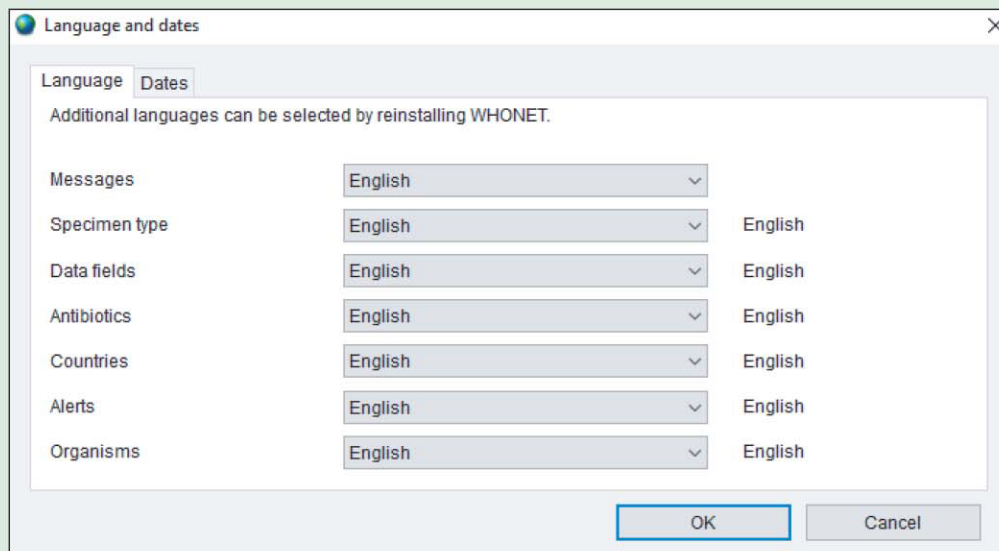 Language and dates
Language Dates
Additional languages can be selected by reinstalling WHONET.
Messages English
Specimen type English English
Data fields English English
Antibiotics English English
Countries English English
Alerts English English
Organisms English English
OK Cancel